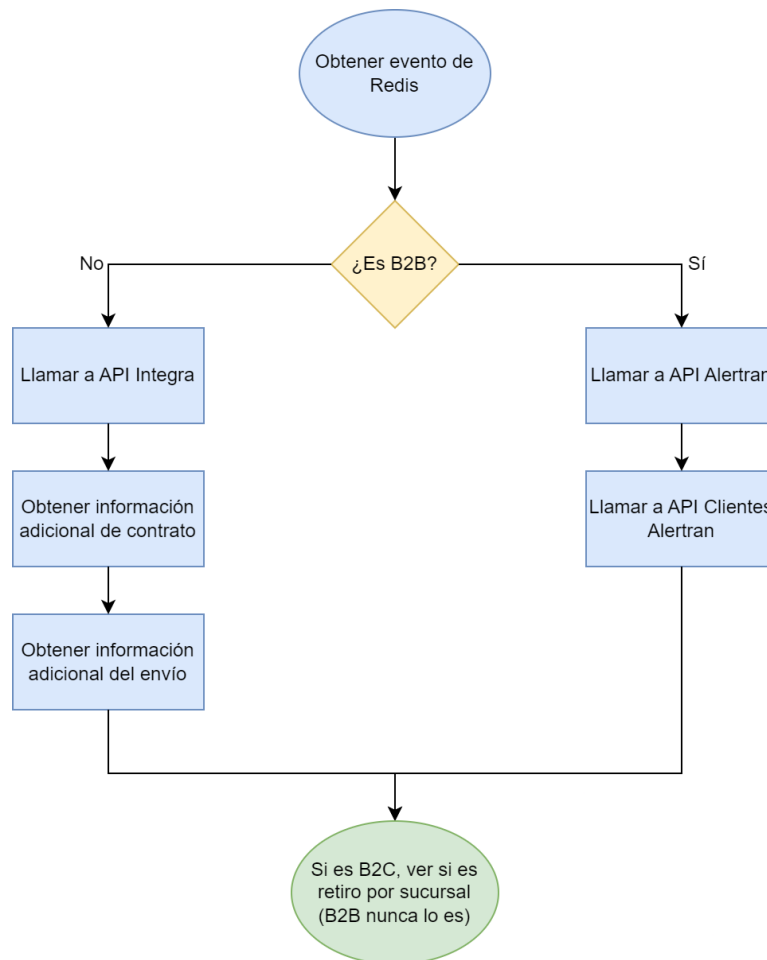 Obtener evento de
Redis
¿Es B2B?
No
Sí
Llamar a API Integra
Llamar a API Alertran
Obtener información
adicional de contrato
Llamar a API Clientes
Alertran
Obtener información
adicional del envío
Si es B2C, ver si es
retiro por sucursal
(B2B nunca lo es)